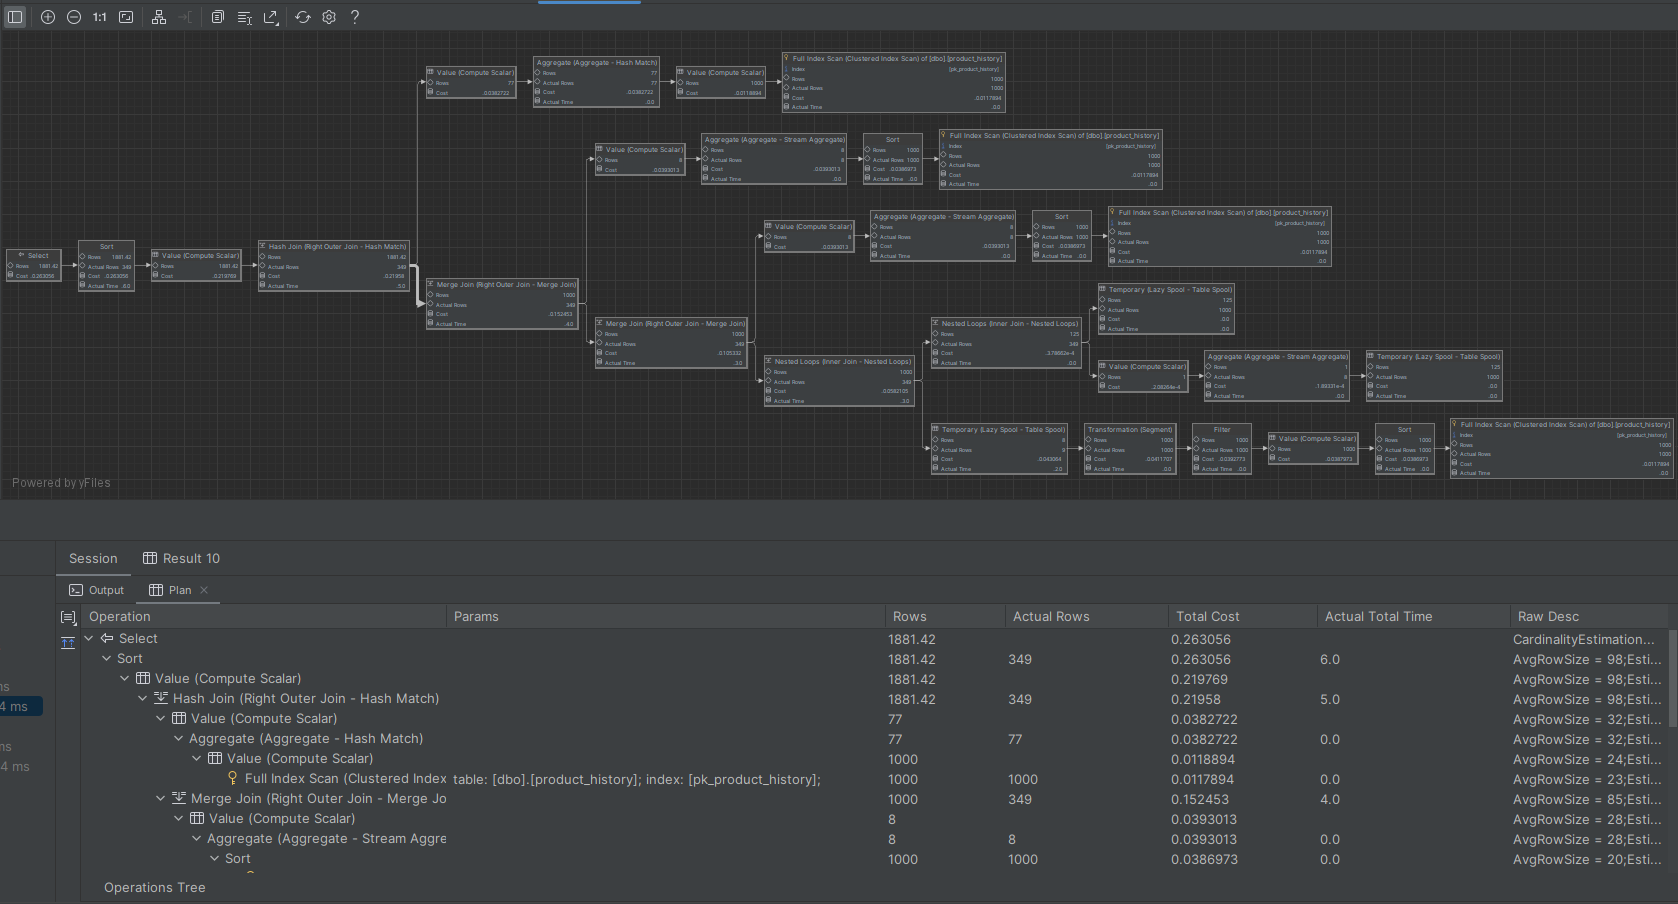 1:1
?
Value (Compute Scalar)
Rows 77
Cost .0382722
Aggregate (Aggregate - Hash Match)
Rows 77
Actual Rows 77
Cost .0382722
Actual Time .0.0
Value (Compute Scalar)
Rows 1000
Cost .0118894
Full Index Scan (Clustered Index Scan) of [dbo].[product_history]
Index [pk_product_history]
Rows 1000
Actual Rows 1000
Cost .0117894
Actual Time .0.0
Value (Compute Scalar)
Rows 8
Cost .0393013
Aggregate (Aggregate - Stream Aggregate)
Rows 8
Actual Rows 8
Cost .0393013
Actual Time .0.0
Sort
Rows 1000
Actual Rows 1000
Cost .0386973
Actual Time .0.0
Full Index Scan (Clustered Index Scan) of [dbo].[product_history]
Index [pk_product_history]
Rows 1000
Actual Rows 1000
Cost .0117894
Actual Time .0.0
Value (Compute Scalar)
Rows 8
Cost .0393013
Aggregate (Aggregate - Stream Aggregate)
Rows 8
Actual Rows 8
Cost .0393013
Actual Time .0.0
Sort
Rows 1000
Actual Rows 1000
Cost .0386973
Actual Time .0.0
Full Index Scan (Clustered Index Scan) of [dbo].[product_history]
Index [pk_product_history]
Rows 1000
Actual Rows 1000
Cost .0117894
Actual Time .0.0
Select
Rows 1881.42
Cost .0.263056
Sort
Rows 1881.42
Actual Rows 349
Cost .0.263056
Actual Time .6.0
Value (Compute Scalar)
Rows 1881.42
Cost .0.219769
Hash Join (Right Outer Join - Hash Match)
Rows 1881.42
Actual Rows 349
Cost .0.21958
Actual Time .5.0
Merge Join (Right Outer Join - Merge Join)
Rows 1000
Actual Rows 349
Cost .0.152453
Actual Time .4.0
Merge Join (Right Outer Join - Merge Join)
Rows 1000
Actual Rows 349
Cost .0.105332
Actual Time .3.0
Nested Loops (Inner Join - Nested Loops)
Rows 1000
Actual Rows 349
Cost .0.0582105
Actual Time .3.0
Nested Loops (Inner Join - Nested Loops)
Rows 125
Actual Rows 349
Cost
Actual Time .0.0
Temporary (Lazy Spool - Table Spool)
Rows 125
Actual Rows 1000
Cost .0.0
Actual Time .0.0
Value (Compute Scalar)
Rows 1
Cost
Aggregate (Aggregate - Stream Aggregate)
Rows 1
Actual Rows 8
Cost
Actual Time .0.0
Temporary (Lazy Spool - Table Spool)
Rows 125
Actual Rows 1000
Cost .0.0
Actual Time .0.0
Temporary (Lazy Spool - Table Spool)
Rows 8
Actual Rows 9
Cost .0.043064
Actual Time .2.0
Transformation (Segment)
Rows 1000
Actual Rows 1000
Cost .0.0411707
Actual Time .0.0
Filter
Rows 1000
Actual Rows 1000
Cost .0.0392773
Actual Time .0.0
Value (Compute Scalar)
Rows 1000
Cost .0.0387973
Sort
Rows 1000
Actual Rows 1000
Cost .0.0386973
Actual Time .0.0
Full Index Scan (Clustered Index Scan) of [dbo].[product_history]
Index [pk_product_history]
Rows 1000
Actual Rows 1000
Cost .0.0117894
Actual Time .0.0
Powered by yFiles
Session Result 10
Output Plan
Operation Params Rows Actual Rows Total Cost Actual Total Time Raw Desc
Select 1881.42 0.263056 CardinalityEstimation...
Sort 1881.42 349 0.263056 6.0 AvgRowSize = 98;Esti...
Value (Compute Scalar) 1881.42 0.219769 AvgRowSize = 98;Esti...
ns
Hash Join (Right Outer Join - Hash Match) 1881.42 349 0.21958 5.0 AvgRowSize = 98;Esti...
4 ms
Value (Compute Scalar) 77 0.0382722 AvgRowSize = 32;Esti...
Aggregate (Aggregate - Hash Match) 77 77 0.0382722 0.0 AvgRowSize = 32;Esti...
ms
Value (Compute Scalar) 1000 0.0118894 AvgRowSize = 24;Esti...
4 ms
Full Index Scan (Clustered Index table: [dbo].[product_history]; index: [pk_product_history]; 1000 1000 0.0117894 0.0 AvgRowSize = 23;Esti...
Merge Join (Right Outer Join - Merge Jo 1000 349 0.152453 4.0 AvgRowSize = 85;Esti...
Value (Compute Scalar) 8 0.0393013 AvgRowSize = 28;Esti...
Aggregate (Aggregate - Stream Aggre 8 8 0.0393013 0.0 AvgRowSize = 28;Esti...
Sort 1000 1000 0.0386973 0.0 AvgRowSize = 20;Esti...
Operations Tree